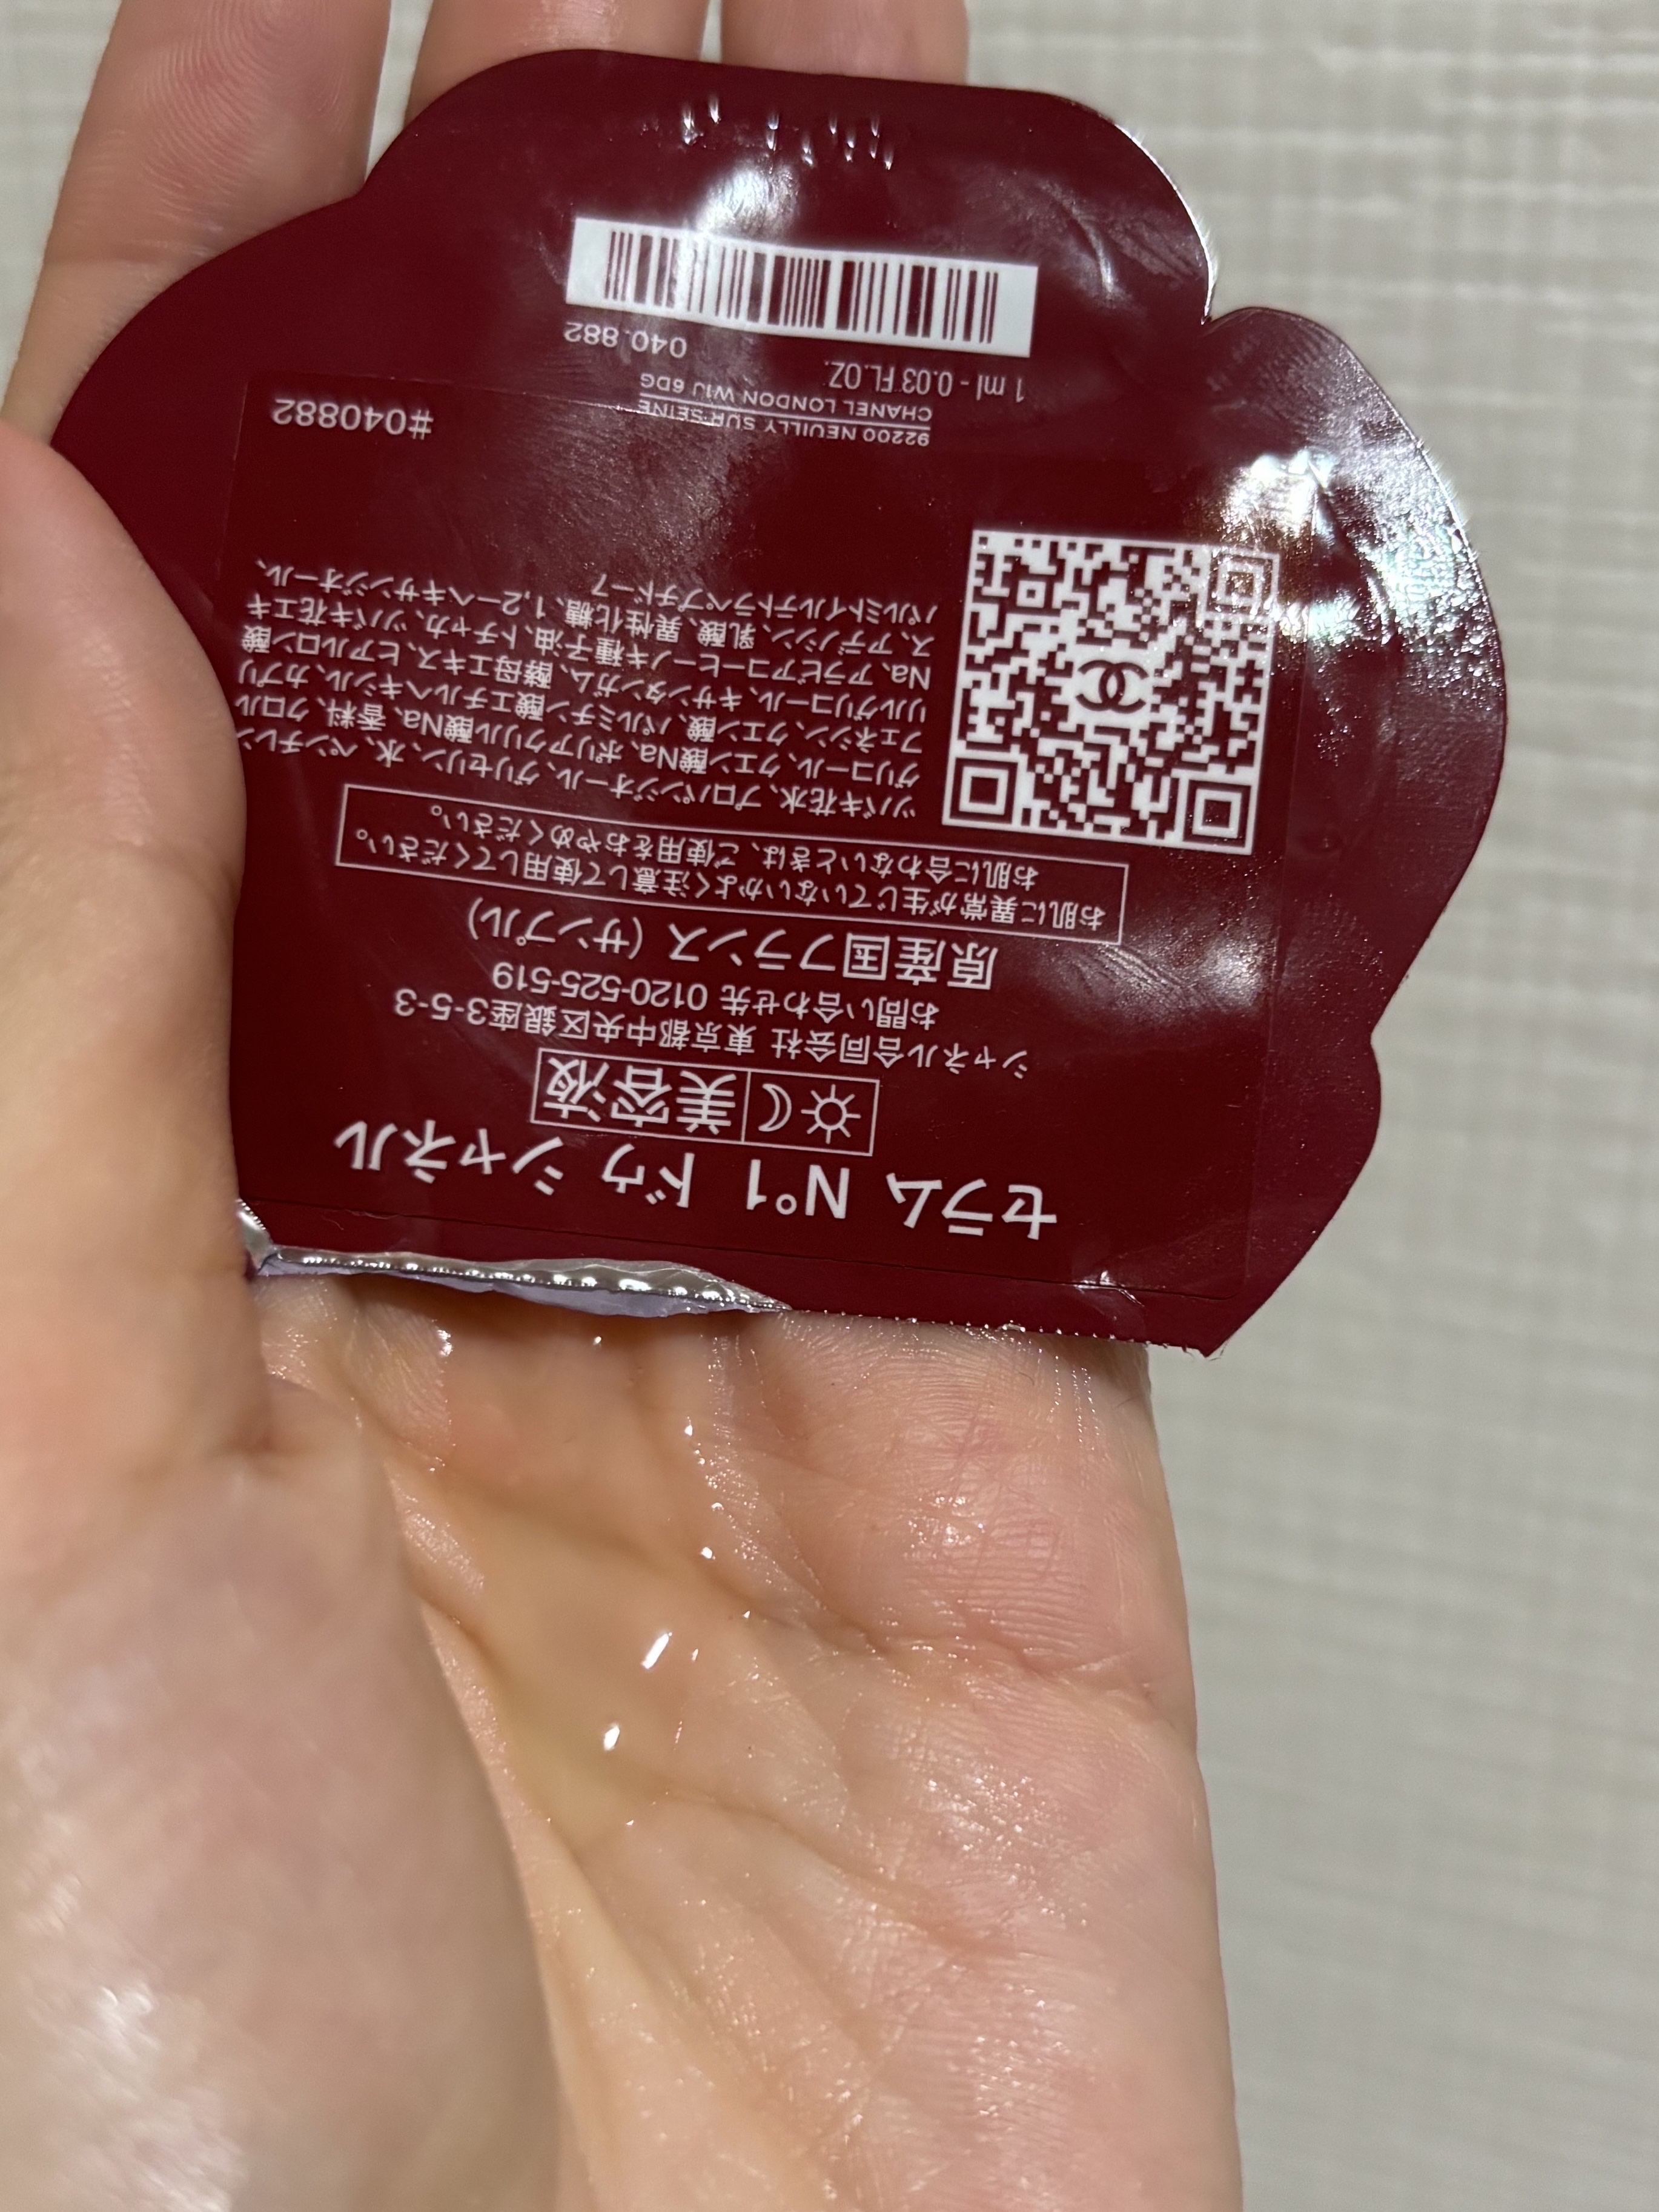 セラム N°1 ドゥ シャネル
美容液
シャネル合同会社 東京都中央区銀座3-5-3
お問い合わせ先 0120-525-519
原産国フランス (サンプル)
お肌に異常が生じていないかよく注意して使用してください。
お肌に合わないときは、ご使用をおやめください。
ツバキ花水、プロパンジオール、グリセリン、水、ペンチレン
グリコール、クエン酸Na、ポリアクリル酸Na、香料、クロル
フェネシン、クエン酸、パルミチン酸エチルヘキシル、カプリ
リルグリコール、キサンタンガム、酵母エキス、ヒアルロン酸
Na、アラビアコーヒーノキ種子油、トチャカ、ツバキ花エキ
ス、アデノシン、乳酸、異性化糖、1,2-ヘキサンジオール、
パルミトイルテトラペプチド-7
#040882
92200 NEUILLY SUR SEINE
CHANEL LONDON W1J 6DG
1 ml - 0.03 FL.OZ.
040.882